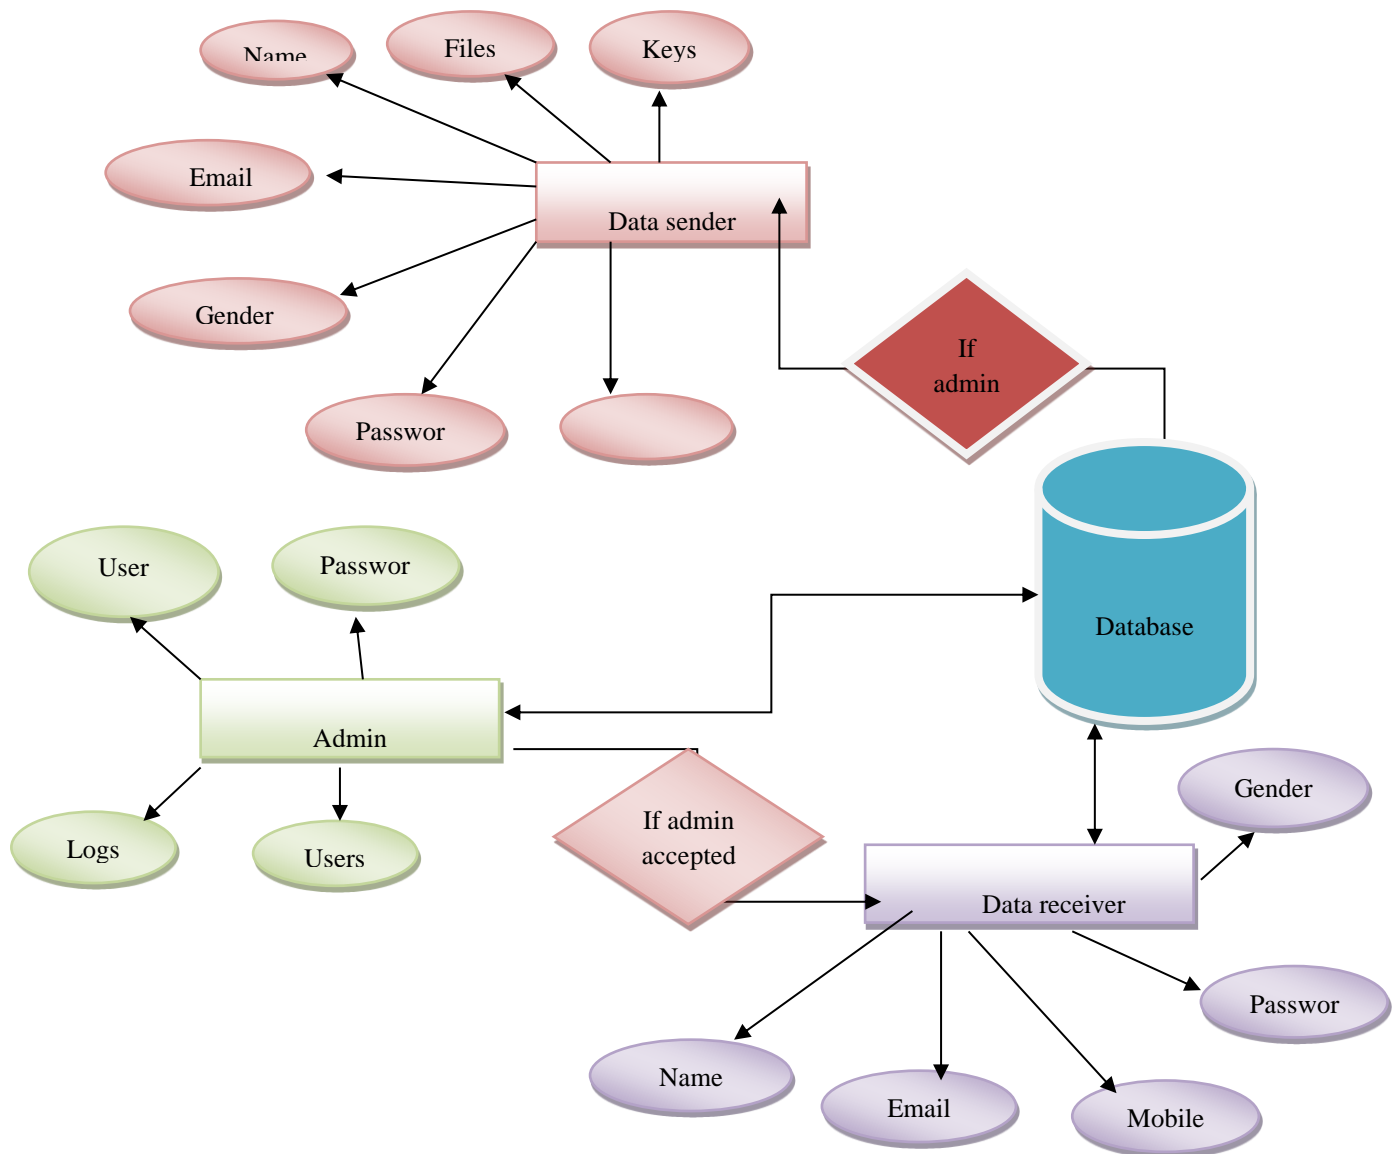 Name
Files
Keys
Email
Data sender
Gender
If
admin
Passwor
User
Passwor
Database
Admin
Gender
If admin
accepted
Logs
Users
Data receiver
Passwor
Name
Email
Mobile